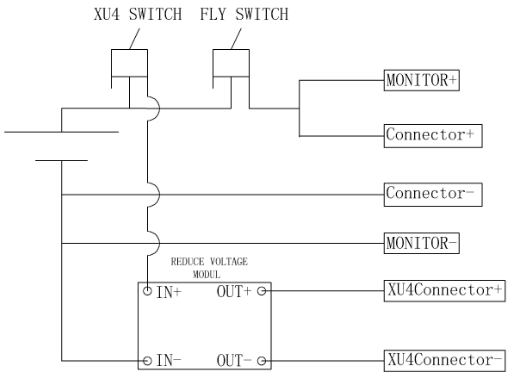 XU4 SWITCH FLY SWITCH
MONITOR+
Connector+
Connector-
MONITOR-
REDUCE VOLTAGE
MODUL
IN+ OUT+
XU4Connector+
IN- OUT-
XU4Connector-